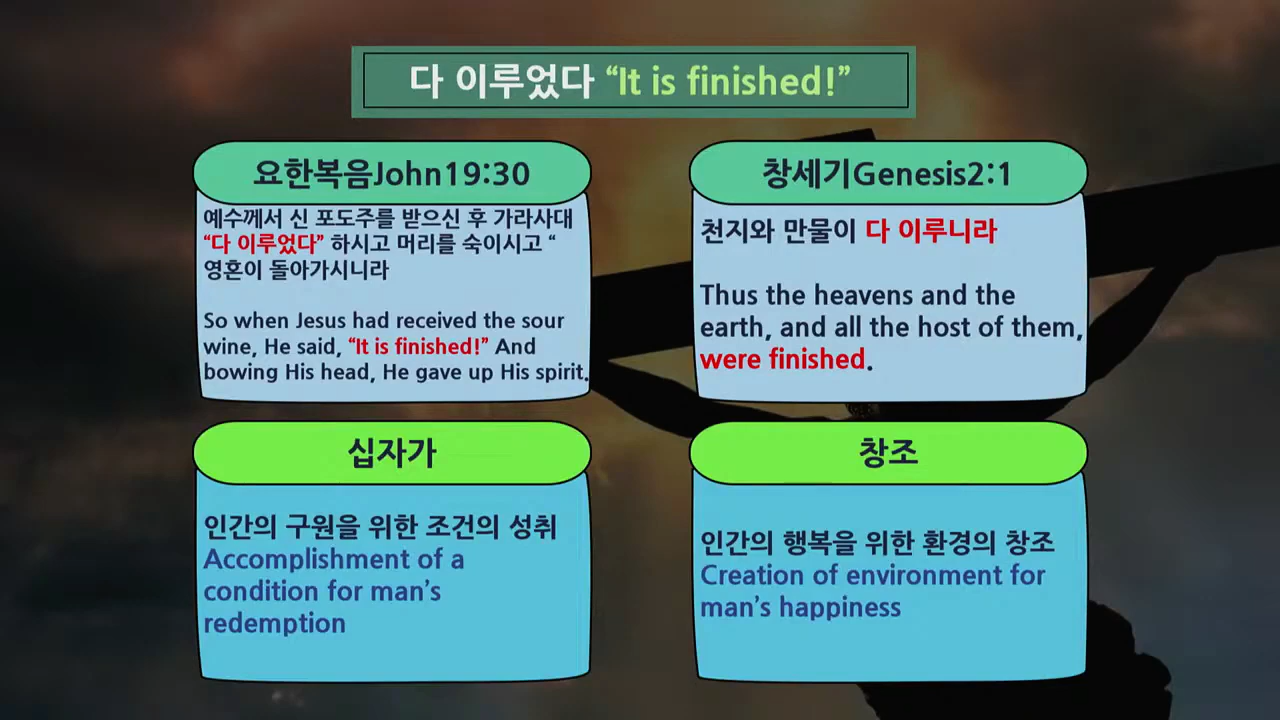 다 이루었다 “It is finished!”
요한복음John19:30
예수께서 신 포도주를 받으신 후 가라사대
“다 이루었다” 하시고 머리를 숙이시고 “
영혼이 돌아가시니라
So when Jesus had received the sour
wine, He said, “It is finished!” And
bowing His head, He gave up His spirit.
창세기Genesis2:1
천지와 만물이 다 이루니라
Thus the heavens and the
earth, and all the host of them,
were finished.
십자가
인간의 구원을 위한 조건의 성취
Accomplishment of a
condition for man’s
redemption
창조
인간의 행복을 위한 환경의 창조
Creation of environment for
man’s happiness